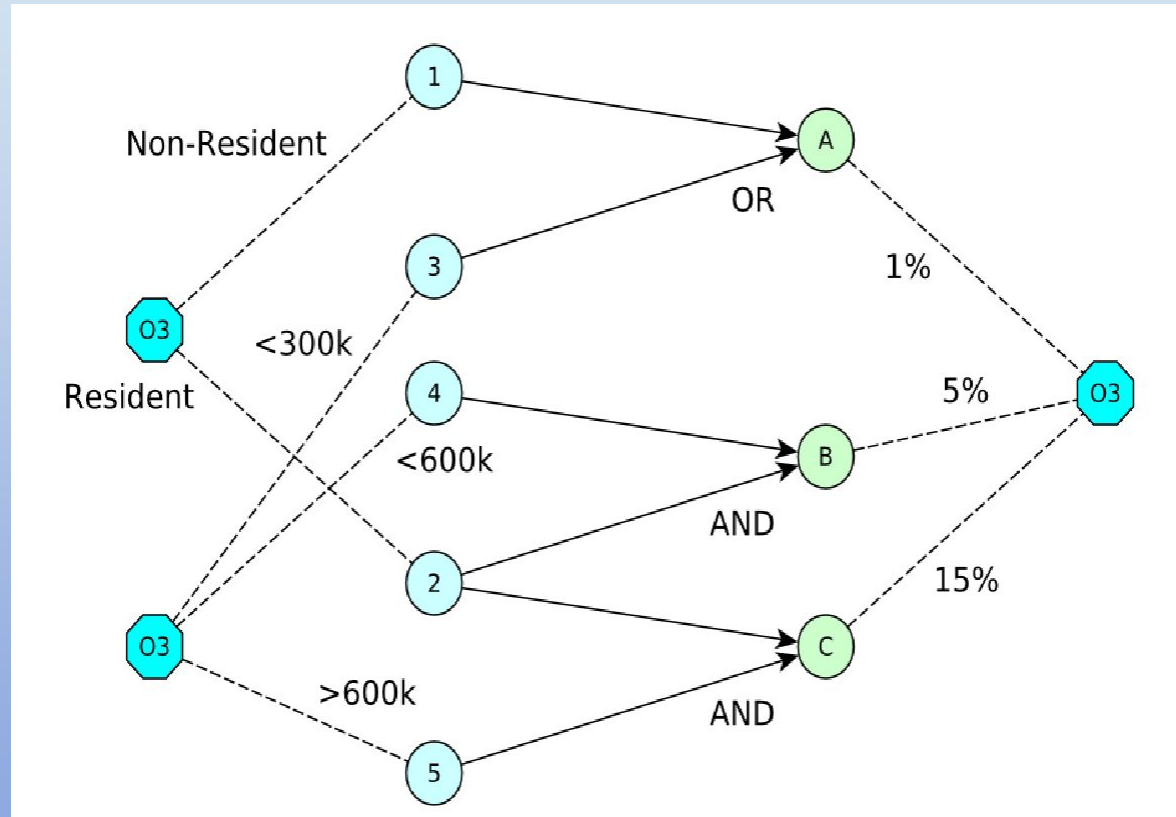 1
A
Non-Resident
OR
3
1%
O3
<300k
Resident
4
5%
O3
<600k
B
AND
2
15%
O3
C
>600k
AND
5